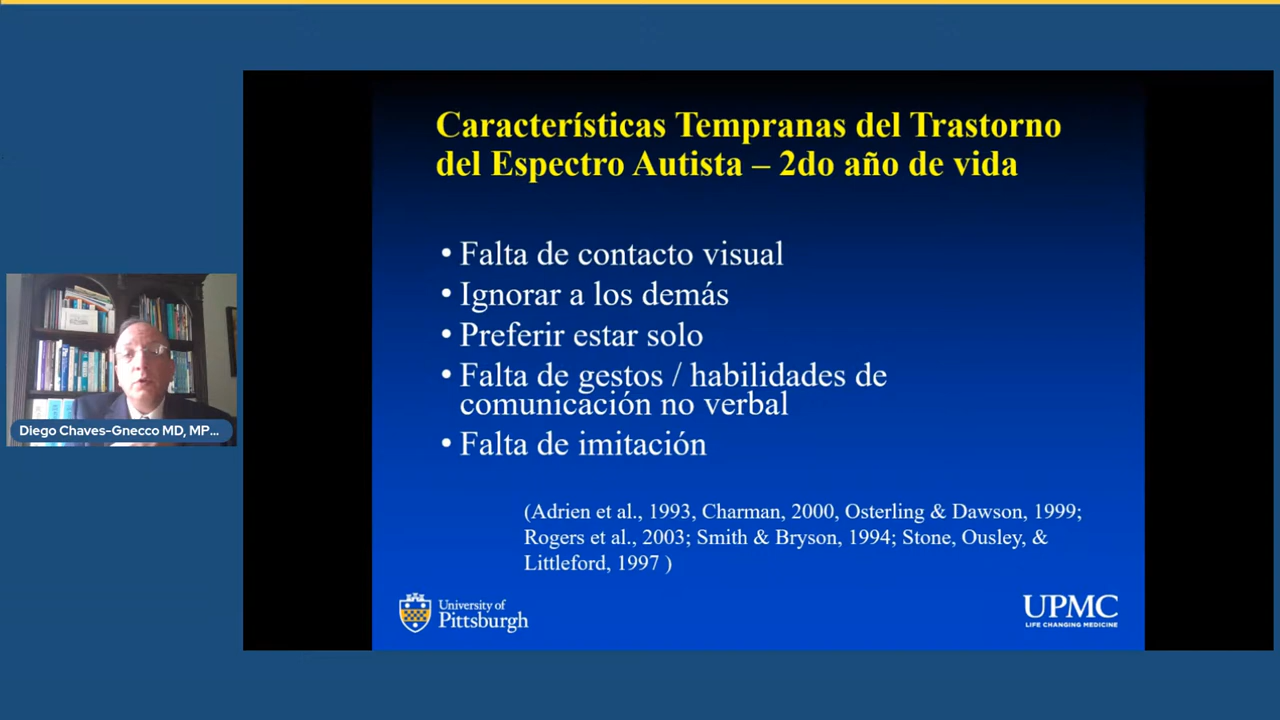 Características Tempranas del Trastorno
del Espectro Autista – 2do año de vida
• Falta de contacto visual
• Ignorar a los demás
• Preferir estar solo
• Falta de gestos / habilidades de
comunicación no verbal
• Falta de imitación
(Adrien et al., 1993, Charman, 2000, Osterling & Dawson, 1999;
Rogers et al., 2003; Smith & Bryson, 1994; Stone, Ousley, &
Littleford, 1997 )
Diego Chaves-Gnecco MD, MP...
University of
Pittsburgh
UPMC
LIFE CHANGING MEDICINE